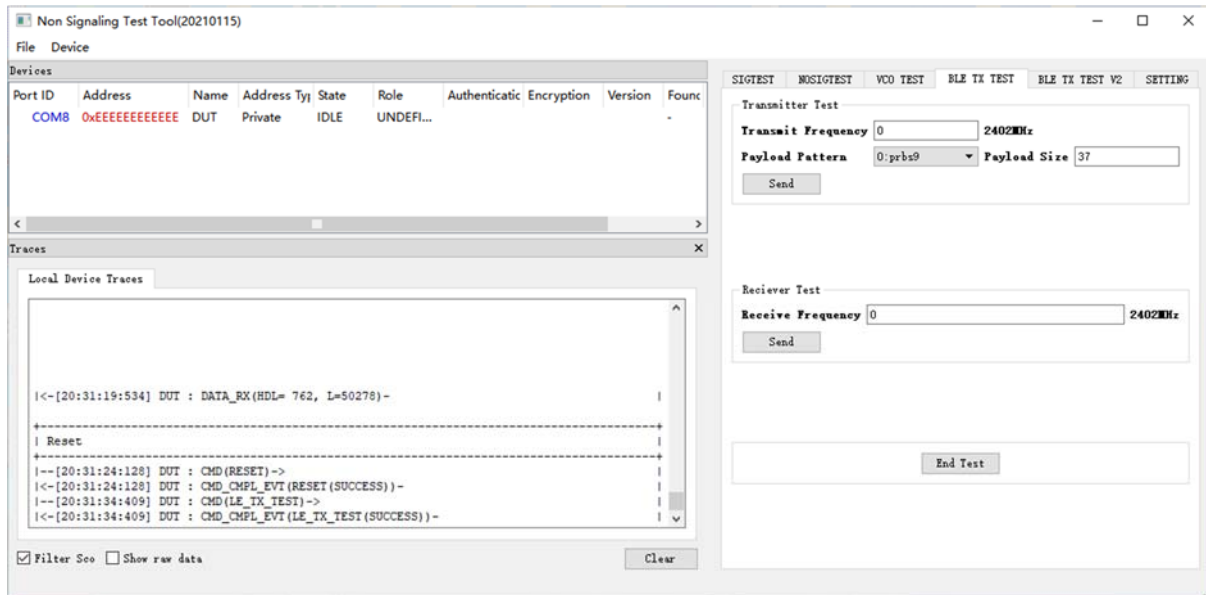 Non Signaling Test Tool(20210115)
File Device
Devices
Port ID Address Name Address Ty State Role Authenticatic Encryption Version Found
COM8 0xEEEEEEEEEEEE DUT Private IDLE UNDEFI... -
Traces
Local Device Traces
|<-[20:31:19:534] DUT : DATA_RX(HDL= 762, L=50278)- |
+--------------------------------------------------------------------------+
| Reset |
+--------------------------------------------------------------------------+
|--[20:31:24:128] DUT : CMD(RESET)-> |
|<-[20:31:24:128] DUT : CMD_CMPL_EVT(RESET(SUCCESS))- |
|--[20:31:34:409] DUT : CMD(LE_TX_TEST)-> |
|<-[20:31:34:409] DUT : CMD_CMPL_EVT(LE_TX_TEST(SUCCESS))- |
Filter Sco Show raw data Clear
SIGTEST NOSIGTEST VCO TEST BLE TX TEST BLE TX TEST V2 SETTING
Transmitter Test
Transmit Frequency 0 2402MHz
Payload Pattern 0:prbs9 Payload Size 37
Send
Reciever Test
Receive Frequency 0 2402MHz
Send
End Test